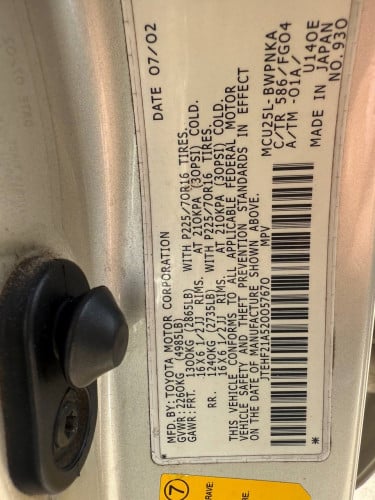 DATE 07/02
* MFD. BY: TOYOTA MOTOR CORPORATION
GVWR: 2260KG (4985LB)
GAWR: FRT. 1300KG (2865LB) WITH P225/70R16 TIRES.
16X6 1/2JJ RIMS. AT 210KPA (30PSI) COLD.
RR. 1240KG (2735LB) WITH P225/70R16 TIRES.
16X6 1/2JJ RIMS. AT 210KPA (30PSI) COLD.
THIS VEHICLE CONFORMS TO ALL APPLICABLE FEDERAL MOTOR
VEHICLE SAFETY AND THEFT PREVENTION STANDARDS IN EFFECT
ON THE DATE OF MANUFACTURE SHOWN ABOVE.
JTEHF21A520057670 MPV
*
MCU25L-BWPNKA
C/TR 586/FG04
A/TM -01A/ U140E
MADE IN JAPAN
NO. 930
7